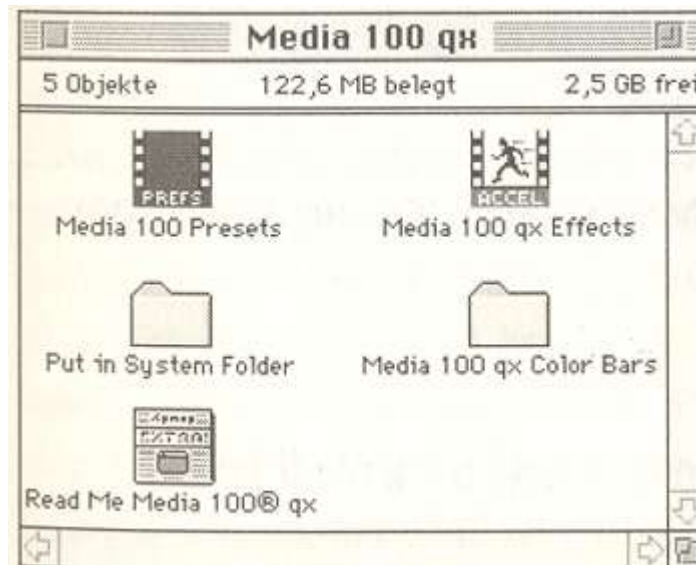 Media 100 qx
5 Objekte 122,6 MB belegt 2,5 GB frei
PREFS ACCEL
Media 100 Presets Media 100 qx Effects
Put in System Folder Media 100 qx Color Bars
EXTRA!
Read Me Media 100® qx